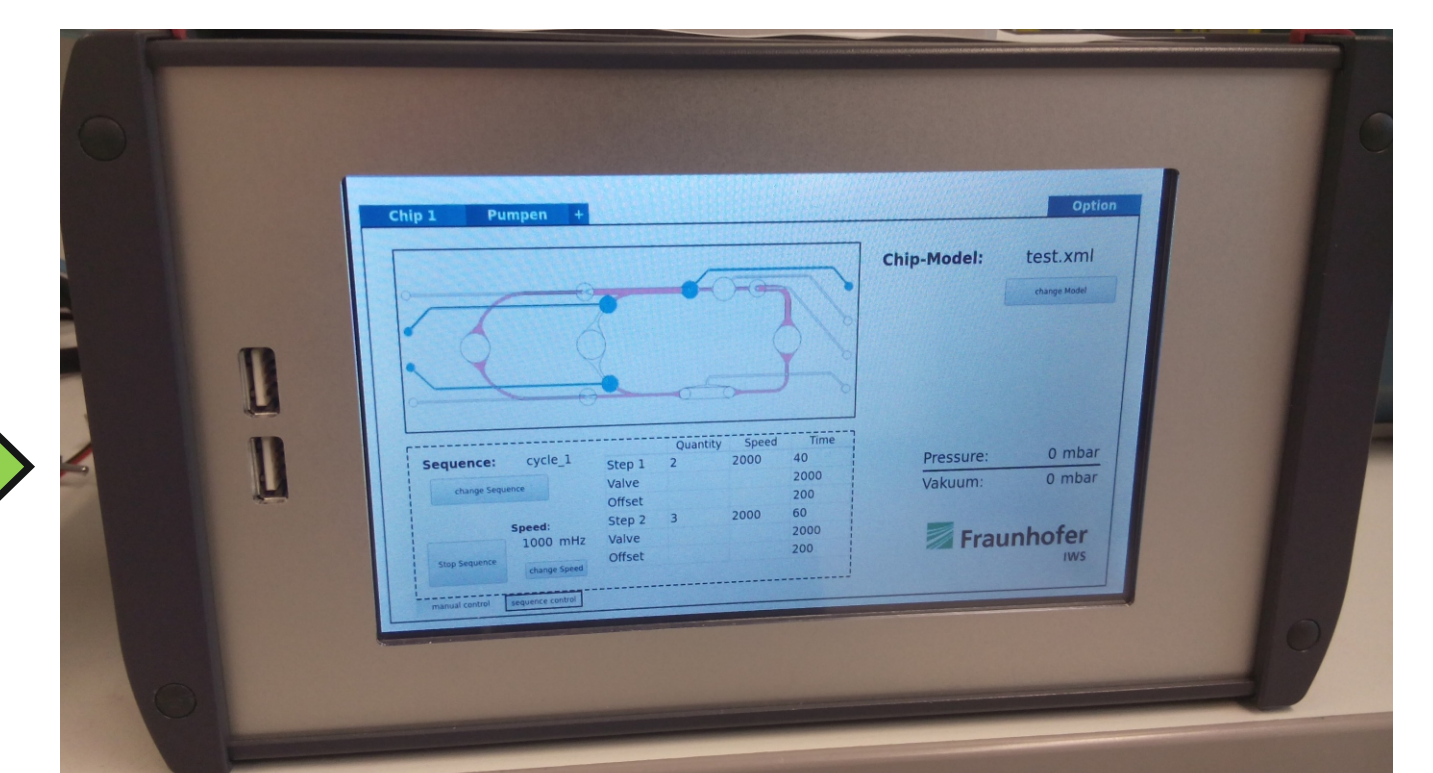 Chip 1 Pumpen + Option
Chip-Model: test.xml
change Model
Quantity Speed Time
Sequence: cycle_1
change Sequence
Speed:
1000 mHz
Stop Sequence
change Speed
Step 1 2 2000 40
Valve 2000
Offset 200
Step 2 3 2000 60
Valve 2000
Offset 200
manual control sequence control
Pressure: 0 mbar
Vakuum: 0 mbar
Fraunhofer
IWS